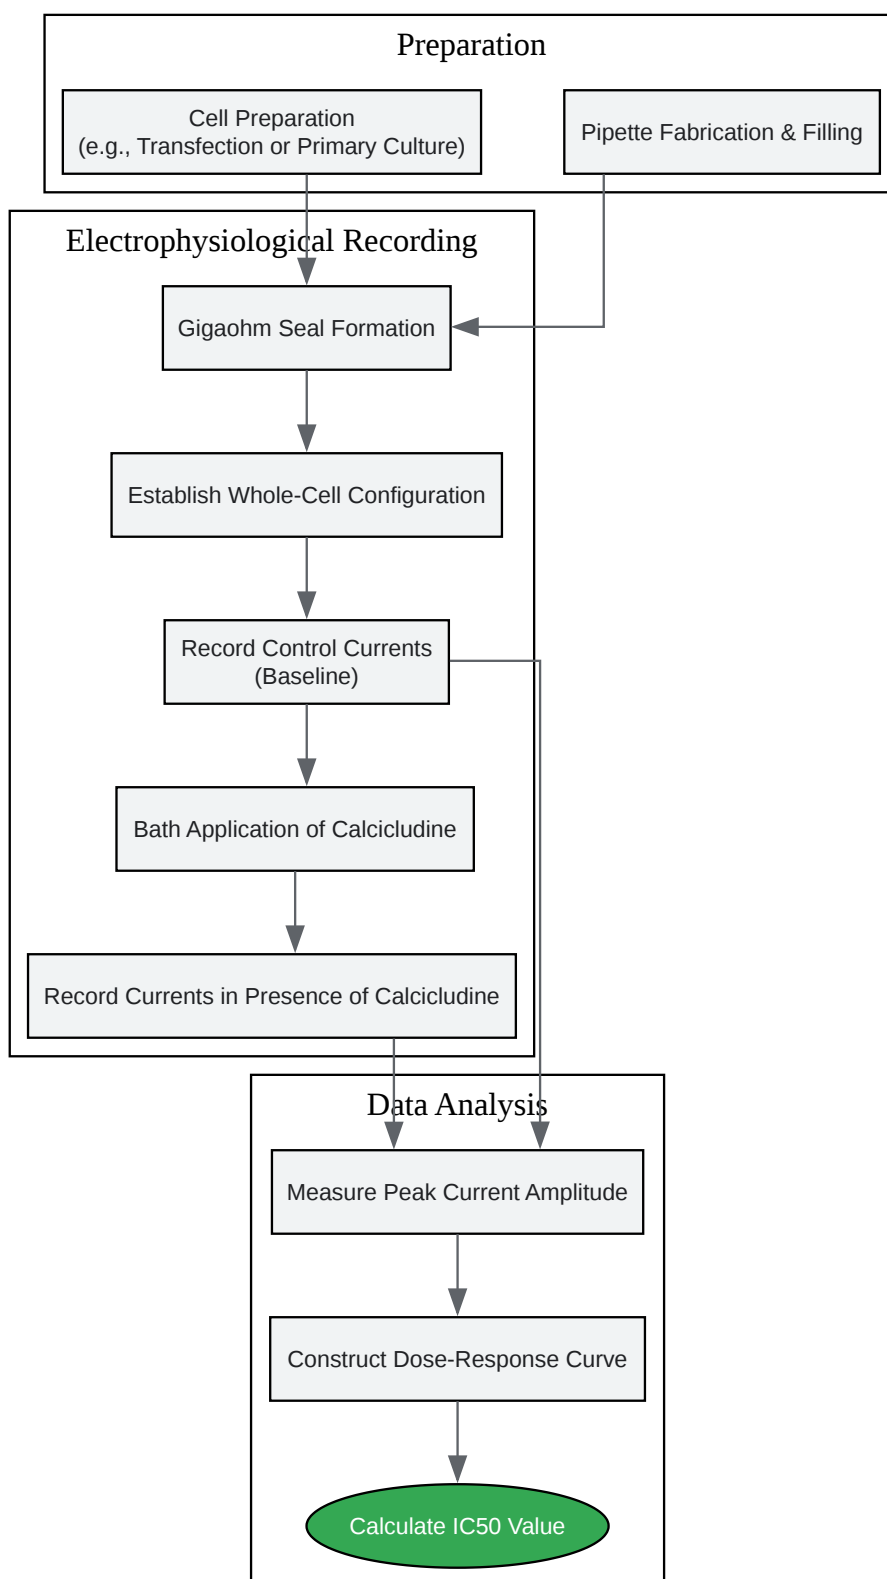 Preparation
Cell Preparation
(e.g., Transfection or Primary Culture)
Pipette Fabrication & Filling
Electrophysiological Recording
Gigaohm Seal Formation
Establish Whole-Cell Configuration
Record Control Currents
(Baseline)
Bath Application of Calcicludine
Record Currents in Presence of Calcicludine
Data Analysis
Measure Peak Current Amplitude
Construct Dose-Response Curve
Calculate IC50 Value